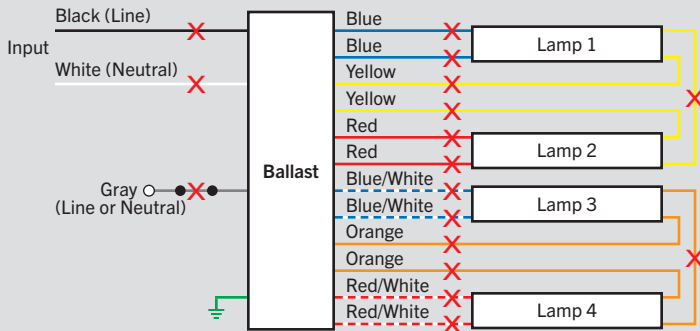 Black (Line)
Input
White (Neutral)
Gray
(Line or Neutral)
Ballast
Blue
Blue
Yellow
Yellow
Red
Red
Blue/White
Blue/White
Orange
Orange
Red/White
Red/White
Lamp 1
Lamp 2
Lamp 3
Lamp 4